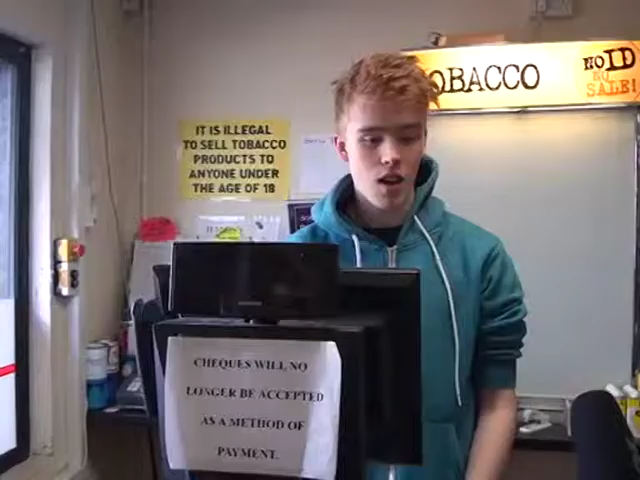 OBACCO
NO ID
NO
SALE!
IT IS ILLEGAL
TO SELL TOBACCO
PRODUCTS TO
ANYONE UNDER
THE AGE OF 18
CHEQUES WILL NO
LONGER BE ACCEPTED
AS A METHOD OF
PAYMENT.